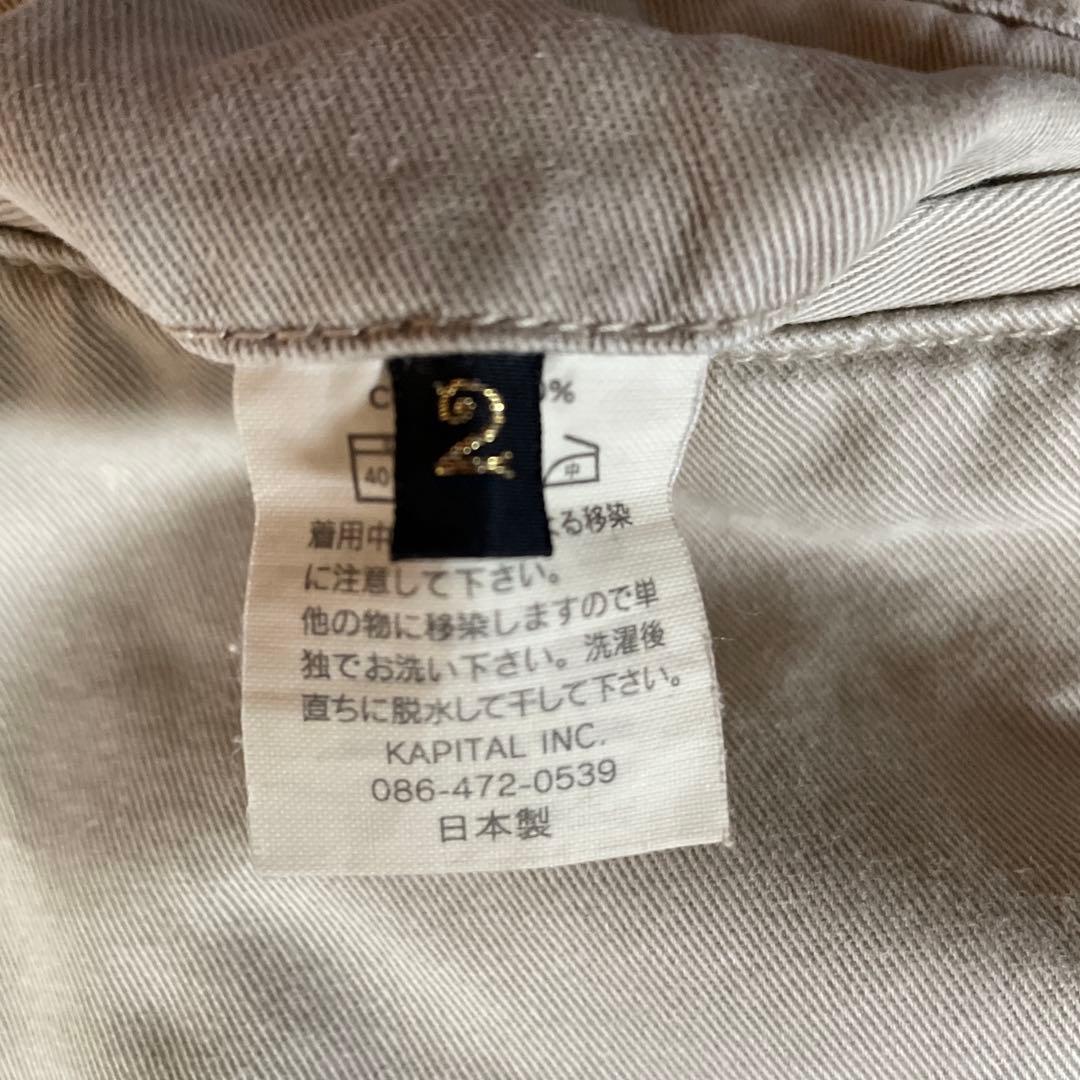 2
C 0%
40 中
着用中 よる移染
に注意して下さい。
他の物に移染しますので単
独でお洗い下さい。洗濯後
直ちに脱水して干して下さい。
KAPITAL INC.
086-472-0539
日本製